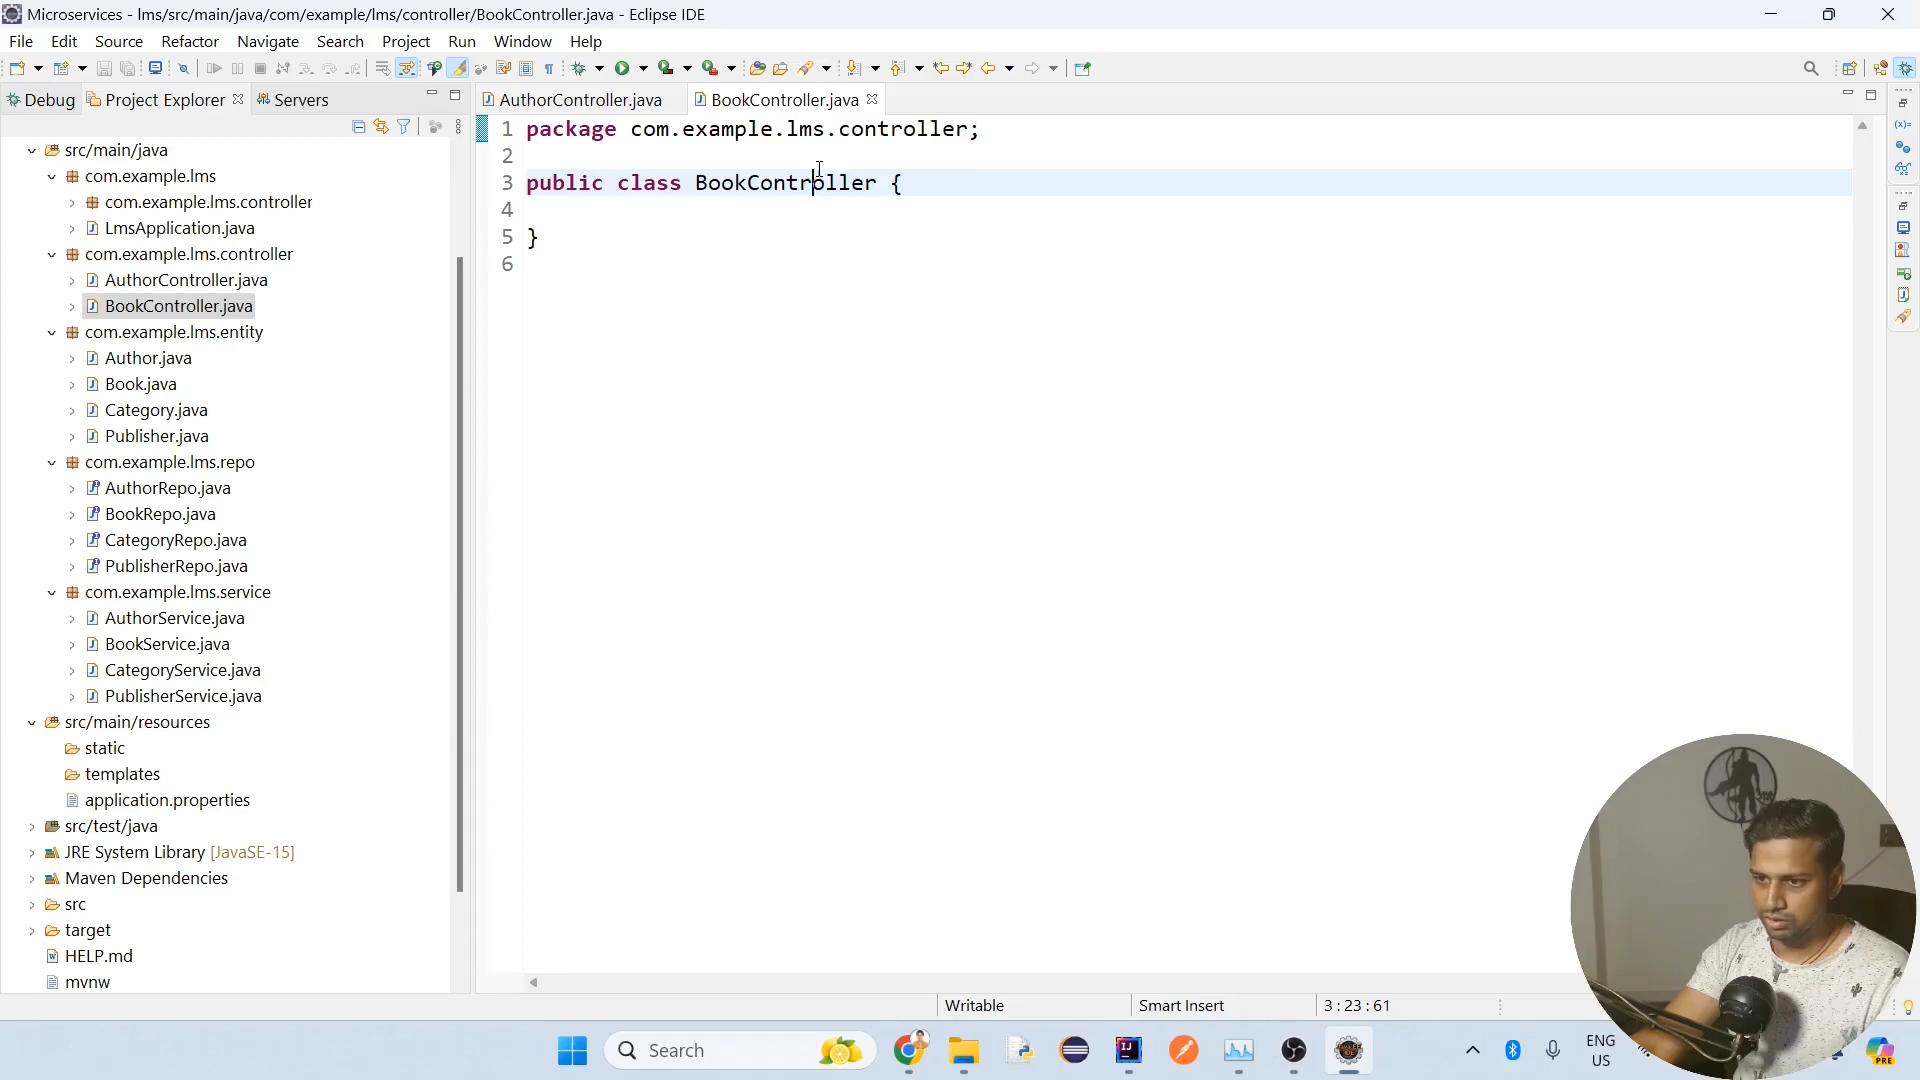 Microservices - lms/src/main/java/com/example/lms/controller/BookController.java - Eclipse IDE
File Edit Source Refactor Navigate Search Project Run Window Help
Debug Project Explorer Servers
AuthorController.java BookController.java
src/main/java
com.example.lms
com.example.lms.controller
LmsApplication.java
com.example.lms.controller
AuthorController.java
BookController.java
com.example.lms.entity
Author.java
Book.java
Category.java
Publisher.java
com.example.lms.repo
AuthorRepo.java
BookRepo.java
CategoryRepo.java
PublisherRepo.java
com.example.lms.service
AuthorService.java
BookService.java
CategoryService.java
PublisherService.java
src/main/resources
static
templates
application.properties
src/test/java
JRE System Library [JavaSE-15]
Maven Dependencies
src
target
HELP.md
mvnw
1 package com.example.lms.controller;
2
3 public class BookController {
4
5 }
6
Writable Smart Insert 3 : 23 : 61
Search
ENG
US